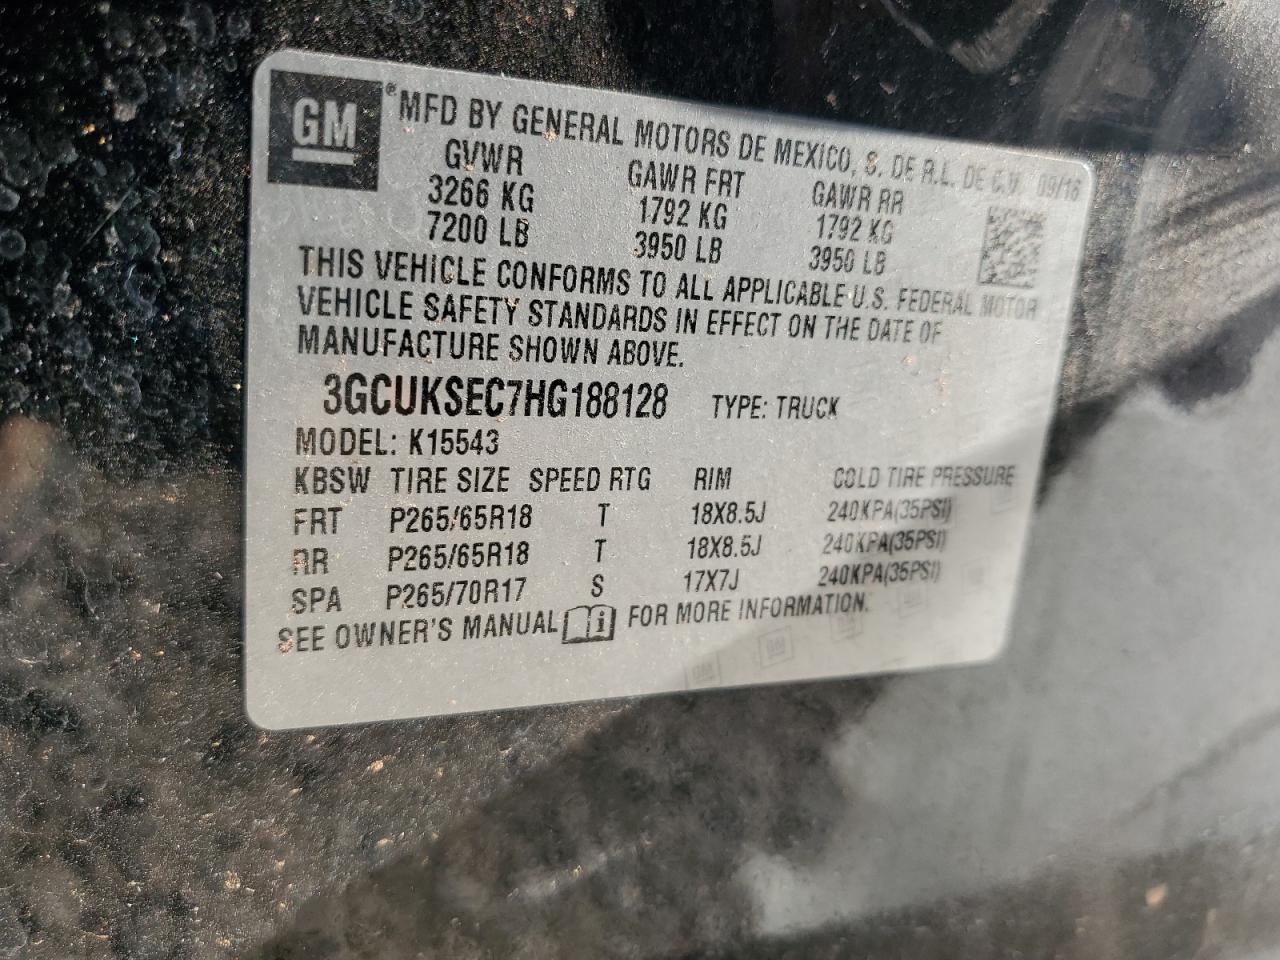 GM ® MFD BY GENERAL MOTORS DE MEXICO, S. DE R.L. DE C.V. 09/16
GVWR GAWR FRT GAWR RR
3266 KG 1792 KG 1792 KG
7200 LB 3950 LB 3950 LB
THIS VEHICLE CONFORMS TO ALL APPLICABLE U.S. FEDERAL MOTOR
VEHICLE SAFETY STANDARDS IN EFFECT ON THE DATE OF
MANUFACTURE SHOWN ABOVE.
3GCUKSEC7HG188128 TYPE: TRUCK
MODEL: K15543
KBSW TIRE SIZE SPEED RTG RIM COLD TIRE PRESSURE
FRT P265/65R18 T 18X8.5J 240KPA(35PSI)
RR P265/65R18 T 18X8.5J 240KPA(35PSI)
SPA P265/70R17 S 17X7J 240KPA(35PSI)
SEE OWNER'S MANUAL i FOR MORE INFORMATION.
GM GM GM GM